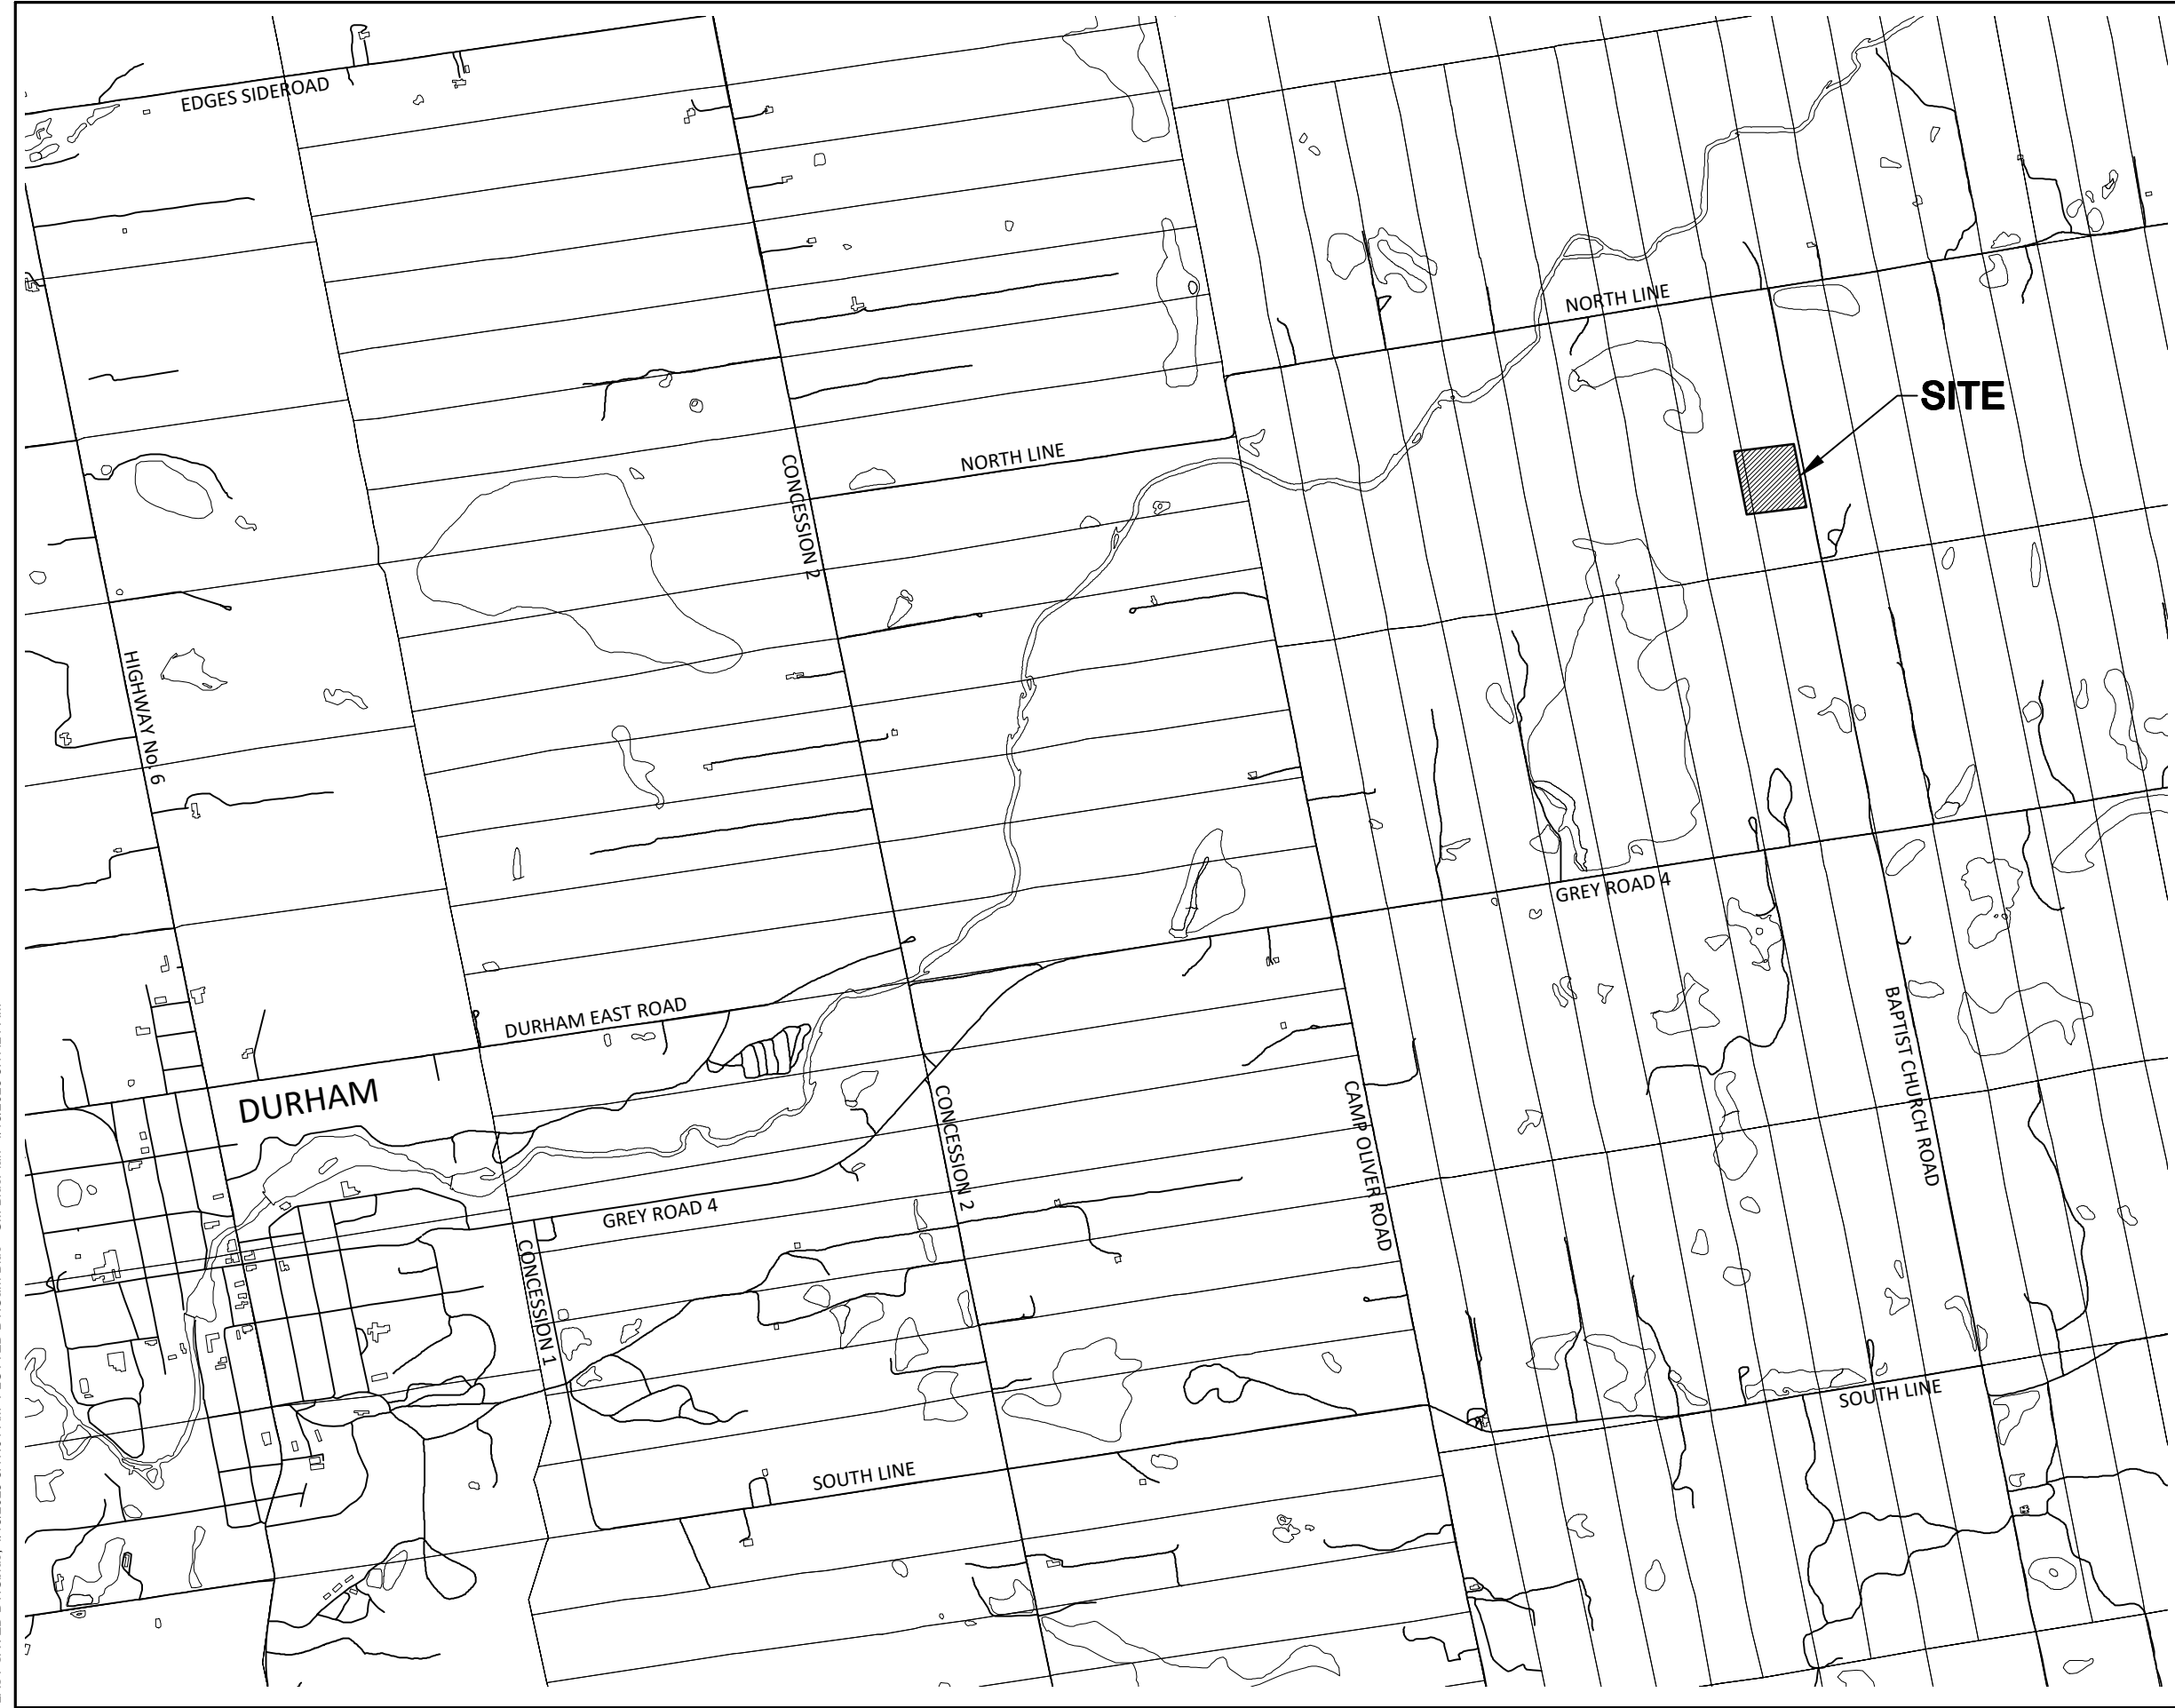 EDGES SIDEROAD
NORTH LINE
SITE
NORTH LINE
CONCESSION 2
HIGHWAY No. 6
GREY ROAD 4
DURHAM EAST ROAD
BAPTIST CHURCH ROAD
DURHAM
CAMP OLIVER ROAD
CONCESSION 2
GREY ROAD 4
CONCESSION 1
SOUTH LINE
SOUTH LINE